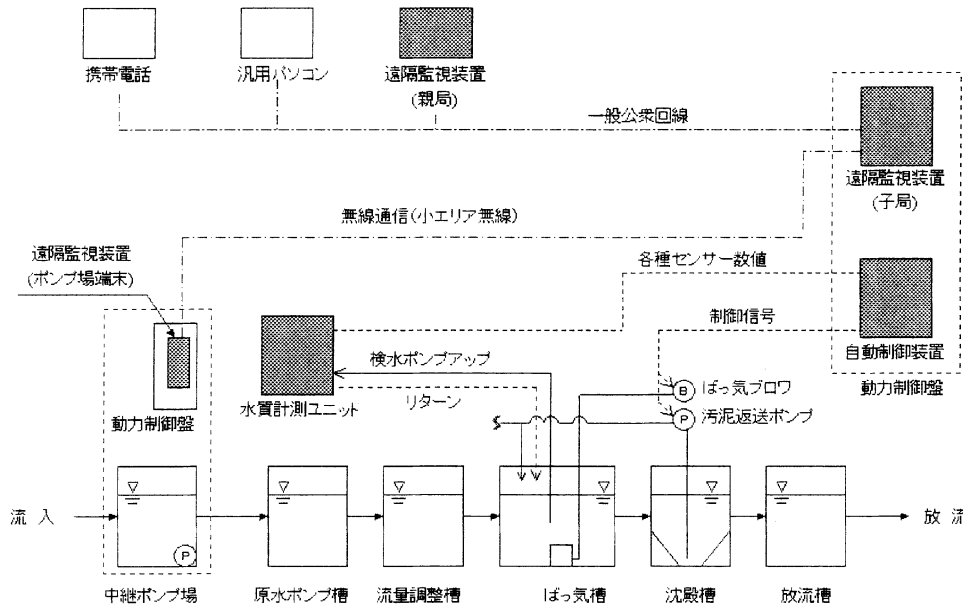 携帯電話
汎用パソコン
遠隔監視装置
(親局)
一般公衆回線
遠隔監視装置
(子局)
無線通信(小エリア無線)
遠隔監視装置
(ポンプ場端末)
各種センサー数値
制御信号
自動制御装置
動力制御盤
検水ポンプアップ
リターン
水質計測ユニット
動力制御盤
B
ばっ気ブロワ
P
汚泥返送ポンプ
流 入
P
放 流
中継ポンプ場
原水ポンプ槽
流量調整槽
ばっ気槽
沈殿槽
放流槽